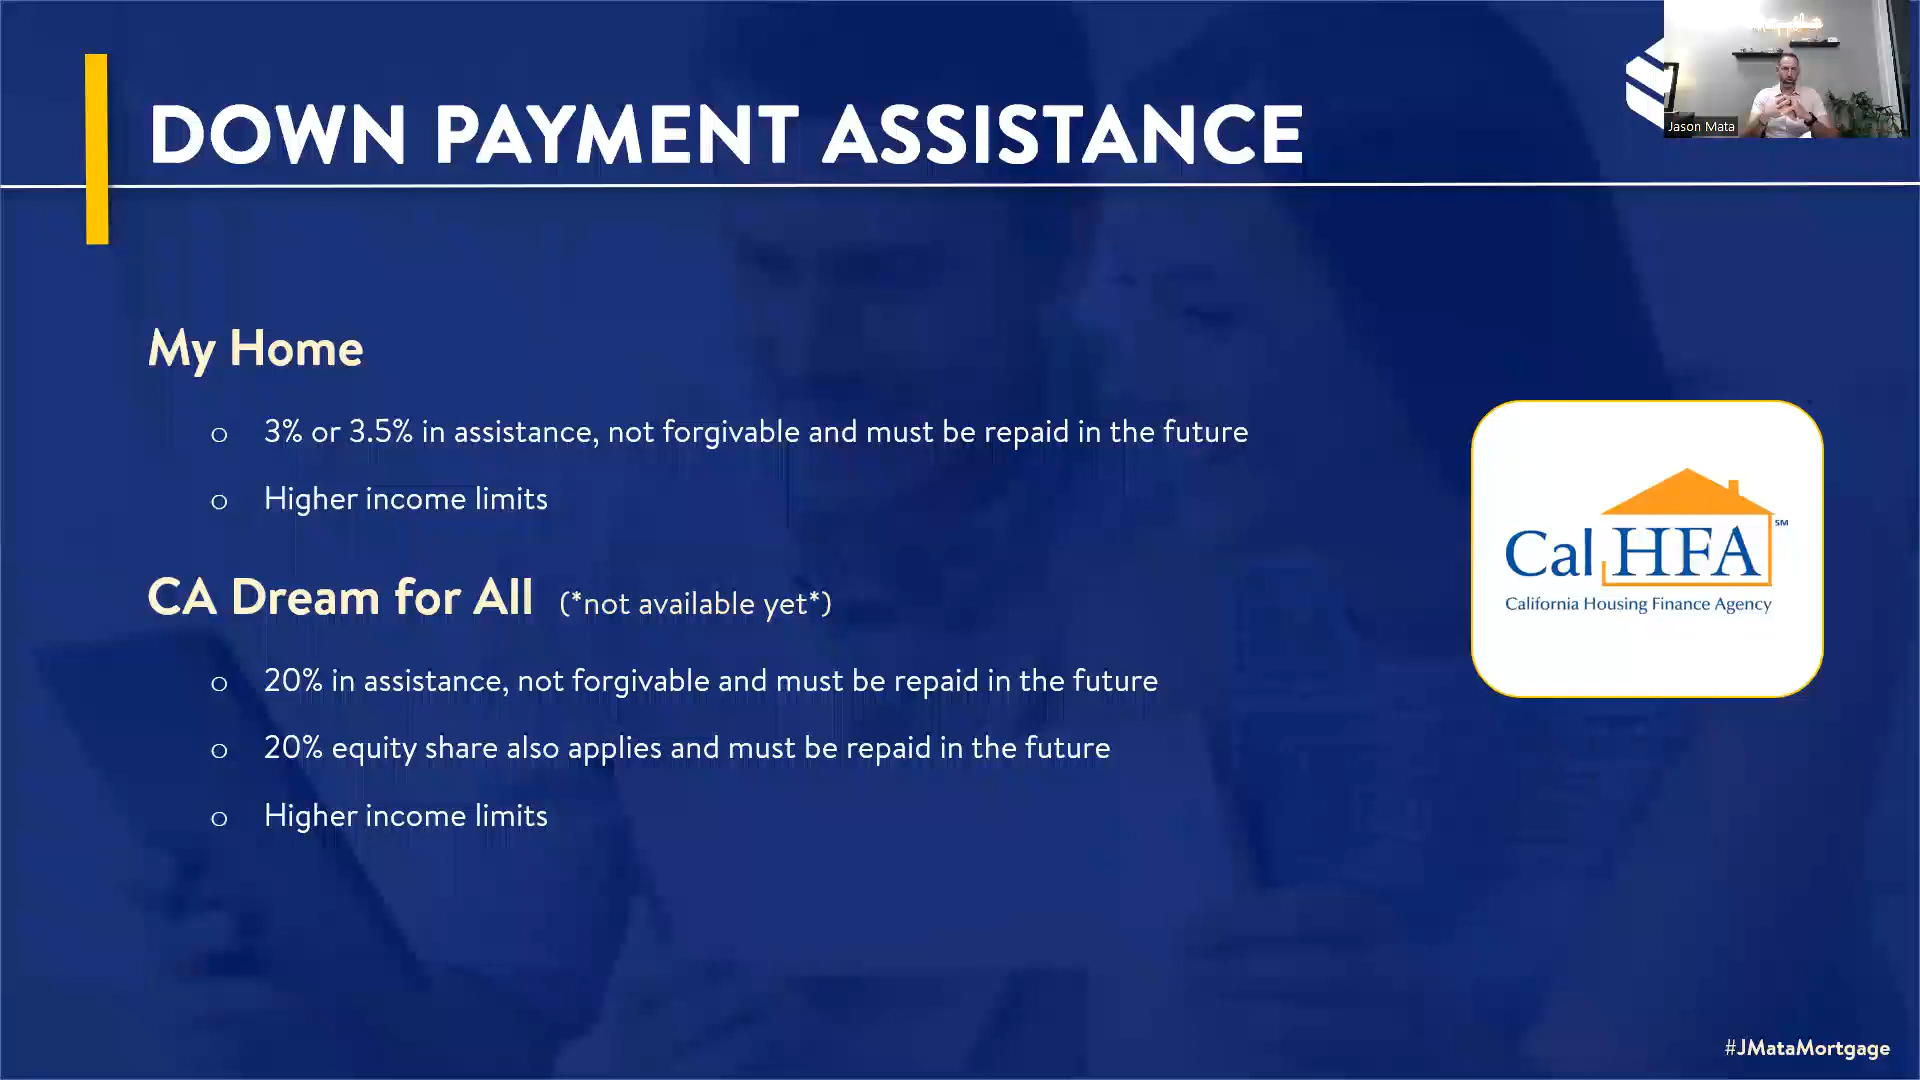 DOWN PAYMENT ASSISTANCE
Jason Mata
My Home
o 3% or 3.5% in assistance, not forgivable and must be repaid in the future
o Higher income limits
CA Dream for All (*not available yet*)
o 20% in assistance, not forgivable and must be repaid in the future
o 20% equity share also applies and must be repaid in the future
o Higher income limits
Cal HFA SM
California Housing Finance Agency
#JMataMortgage